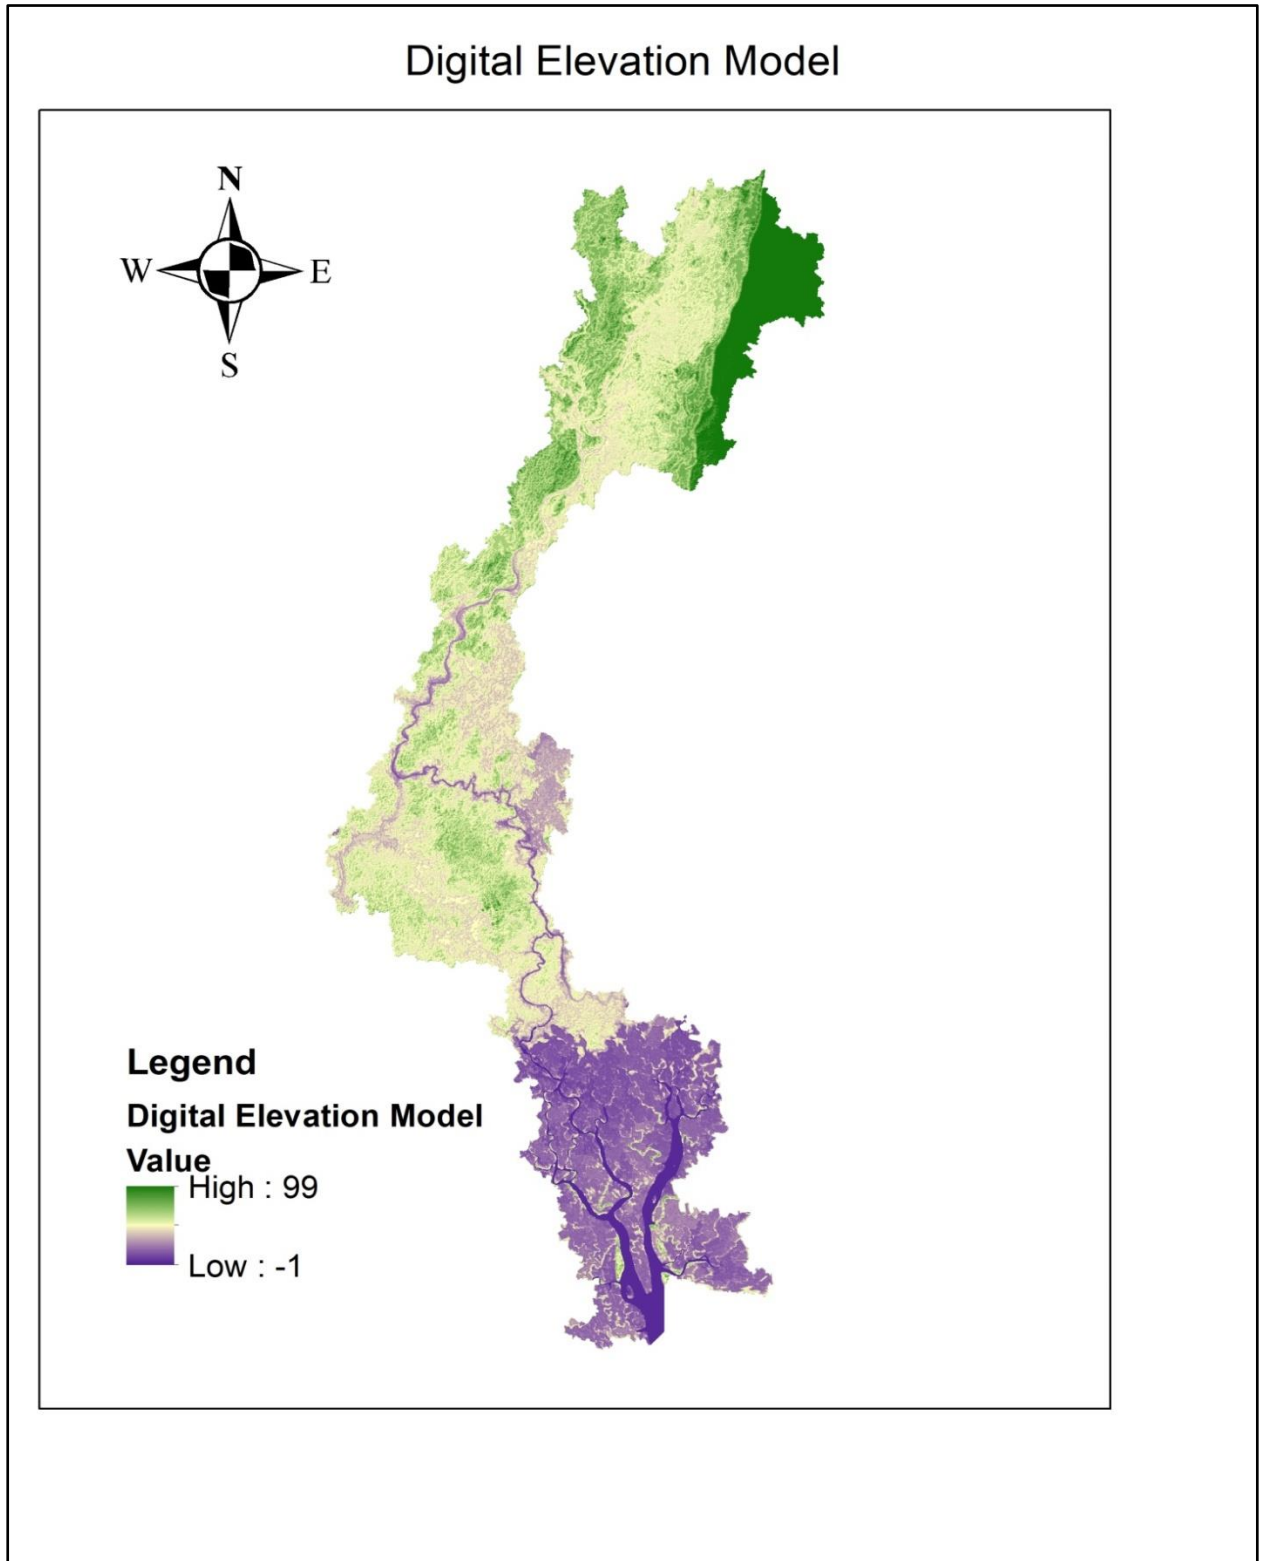 Digital Elevation Model
N
W E
S
Legend
Digital Elevation Model
Value
High : 99
Low : -1